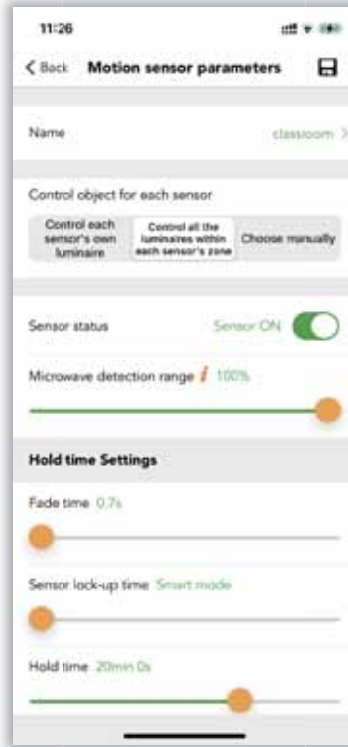 11:26
Back Motion sensor parameters
Name classroom
Control object for each sensor
Control each
sensor's own
luminaire
Control all the
luminaires within
each sensor's zone
Choose manually
Sensor status Sensor ON
Microwave detection range i 100%
Hold time Settings
Fade time 0.7s
Sensor lock-up time Smart mode
Hold time 20min 0s